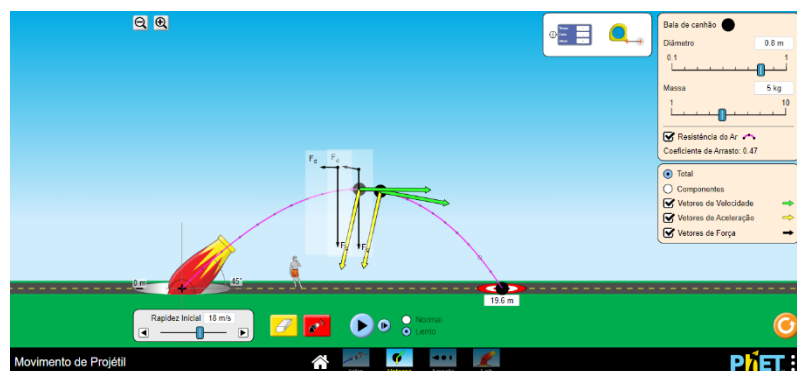 Bala de canhão
Diâmetro 0.8 m
0.1 1
Massa 5 kg
1 10
Resistência do Ar
Coeficiente de Arrasto: 0.47
Total
Componentes
Vetores de Velocidade
Vetores de Aceleração
Vetores de Força
Fd Fd
0 m 45°
19.6 m
Rapidez Inicial 18 m/s
Normal
Lento
Movimento de Projétil
Vetores
PhET